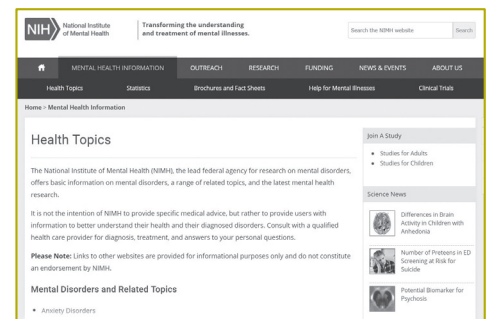 NIH National Institute of Mental Health
Transforming the understanding
and treatment of mental illnesses.
Search the NIMH website
Search
MENTAL HEALTH INFORMATION OUTREACH RESEARCH FUNDING NEWS & EVENTS ABOUT US
Health Topics Statistics Brochures and Fact Sheets Help for Mental Illnesses Clinical Trials
Home > Mental Health Information
Health Topics
The National Institute of Mental Health (NIMH), the lead federal agency for research on mental disorders,
offers basic information on mental disorders, a range of related topics, and the latest mental health
research.
It is not the intention of NIMH to provide specific medical advice, but rather to provide users with
information to better understand their health and their diagnosed disorders. Consult with a qualified
health care provider for diagnosis, treatment, and answers to your personal questions.
Please Note: Links to other websites are provided for informational purposes only and do not constitute
an endorsement by NIMH.
Mental Disorders and Related Topics
• Anxiety Disorders
Join A Study
• Studies for Adults
• Studies for Children
Science News
Differences in Brain
Activity in Children with
Anhedonia
Number of Preteens in ED
Screening at Risk for
Suicide
Potential Biomarker for
Psychosis